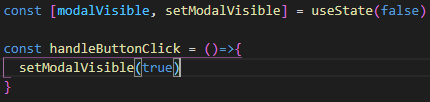 const [modalVisible, setModalVisible] = useState(false)
const handleButtonClick = ()=>{
setModalVisible(true)
}